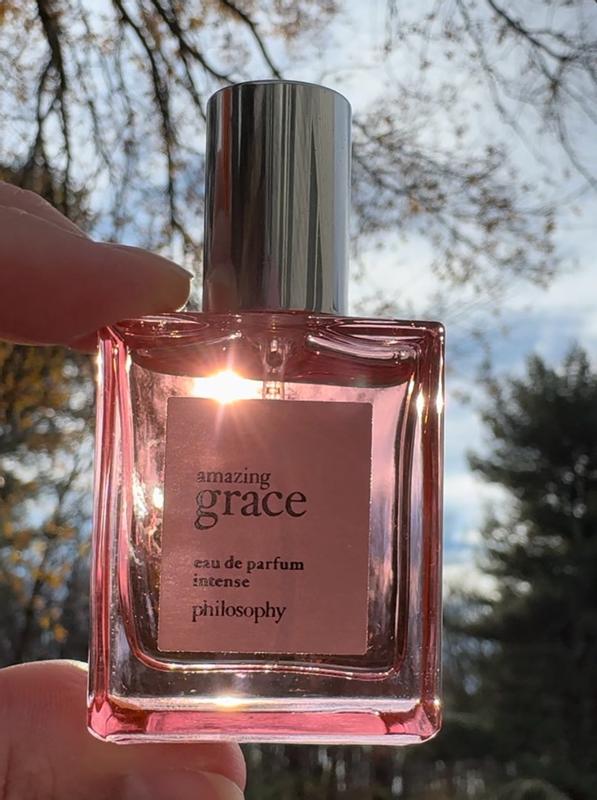 amazing
grace
eau de parfum
intense
philosophy